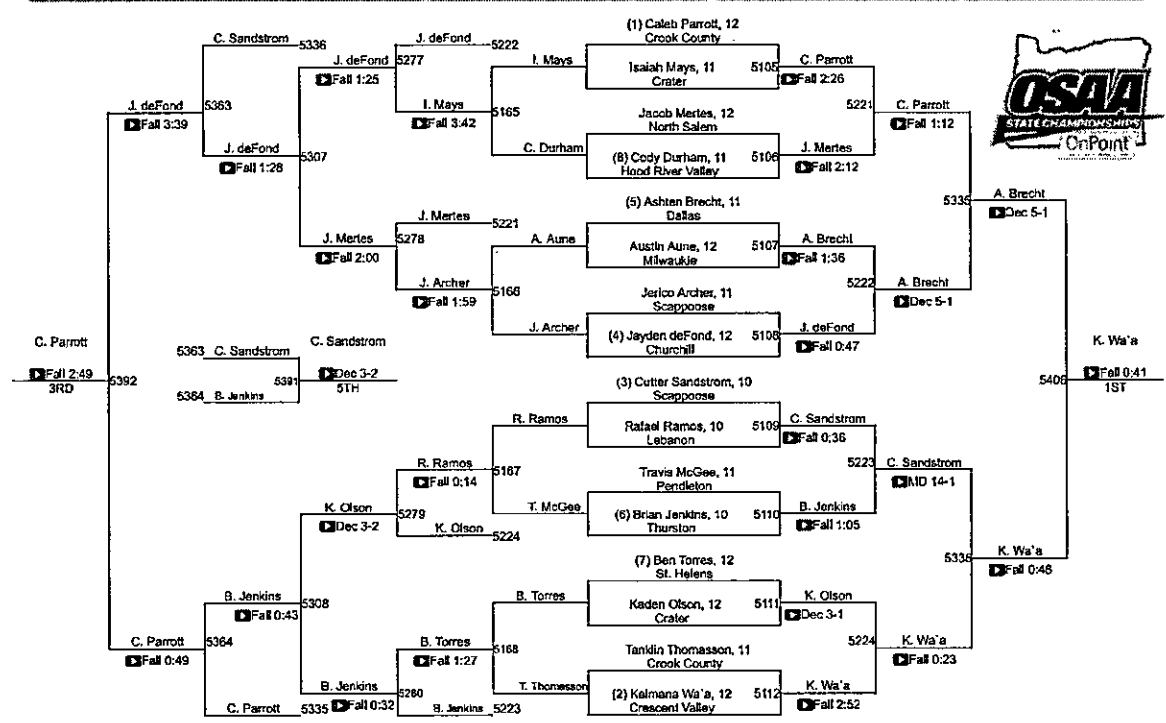 (1) Caleb Parrott, 12
Crook County
C. Sandstrom 5336
J. deFond 5222
J. deFond 5277
Fall 1:25
I. Mays
Isaiah Mays, 11 5105
Crater
C. Parrott
Fall 2:26
OSAA
STATE CHAMPIONSHIPS
OnPoint
J. deFond 5363
Fall 3:39
I. Mays 5165
Fall 3:42
Jacob Mertes, 12
North Salem
5221 C. Parrott
Fall 1:12
J. deFond 5307
Fall 1:28
C. Durham
(8) Cody Durham, 11 5106
Hood River Valley
J. Mertes
Fall 2:12
(5) Ashten Brecht, 11
Dallas
5335 A. Brecht
Dec 5-1
J. Mertes 5221
J. Mertes 5278
Fall 2:00
A. Aune
Austin Aune, 12 5107
Milwaukie
A. Brecht
Fall 1:36
J. Archer 5166
Fall 1:59
Jerico Archer, 11
Scappoose
5222 A. Brecht
Dec 5-1
J. Archer
(4) Jayden deFond, 12 5108
Churchill
J. deFond
Fall 0:47
C. Parrott
5363 C. Sandstrom
C. Sandstrom
K. Wa'a
Fall 2:49 5392
3RD
5391 Dec 3-2
5TH
5406 Fall 0:41
1ST
5364 B. Jenkins
(3) Cutter Sandstrom, 10
Scappoose
R. Ramos
Rafael Ramos, 10 5109
Lebanon
C. Sandstrom
Fall 0:36
R. Ramos 5167
Fall 0:14
Travis McGee, 11
Pendleton
5223 C. Sandstrom
MD 14-1
K. Olson 5279
Dec 3-2
T. McGee
(6) Brian Jenkins, 10 5110
Thurston
B. Jenkins
Fall 1:05
K. Olson 5224
(7) Ben Torres, 12
St. Helens
5336 K. Wa'a
Fall 0:46
B. Jenkins 5308
Fall 0:43
B. Torres
Kaden Olson, 12 5111
Crater
K. Olson
Dec 3-1
C. Parrott 5364
Fall 0:49
B. Torres 5168
Fall 1:27
Tanklin Thomasson, 11
Crook County
5224 K. Wa'a
Fall 0:23
B. Jenkins 5280
Fall 0:32
T. Thomasson
(2) Kalmana Wa'a, 12 5112
Crescent Valley
K. Wa'a
Fall 2:52
C. Parrott 5335
B. Jenkins 5223